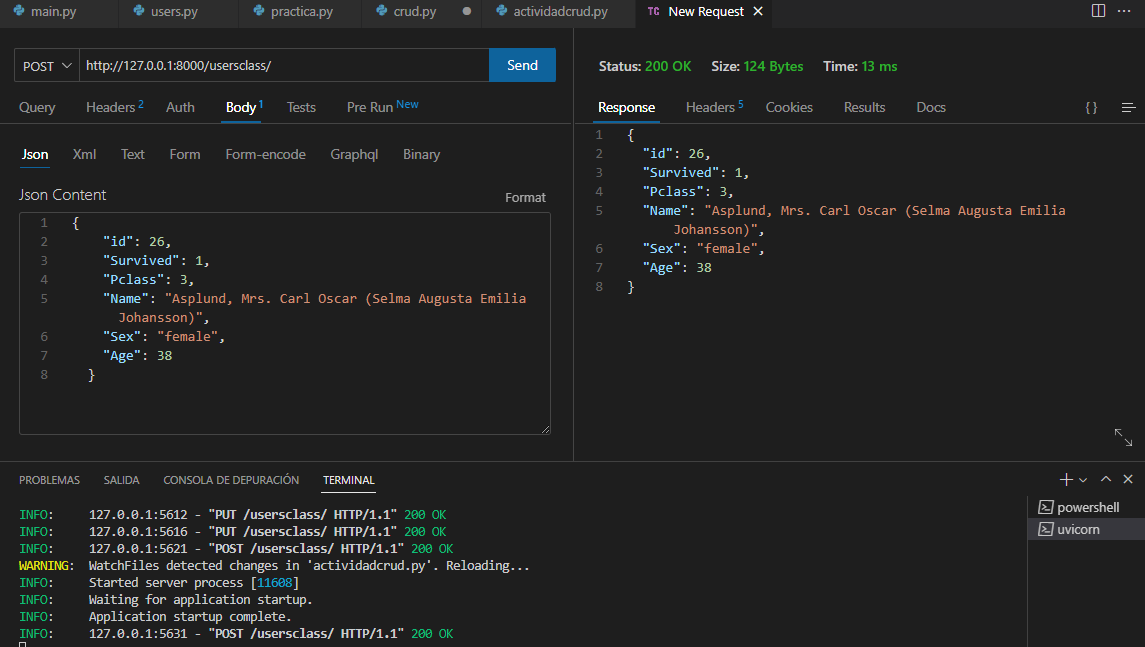 main.py users.py practica.py crud.py actividadcrud.py TC New Request
POST http://127.0.0.1:8000/usersclass/ Send
Query Headers 2 Auth Body 1 Tests Pre Run New
Json Xml Text Form Form-encode Graphql Binary
Json Content Format
1 {
2 "id": 26,
3 "Survived": 1,
4 "Pclass": 3,
5 "Name": "Asplund, Mrs. Carl Oscar (Selma Augusta Emilia
Johansson)",
6 "Sex": "female",
7 "Age": 38
8 }
Status: 200 OK Size: 124 Bytes Time: 13 ms
Response Headers 5 Cookies Results Docs { }
1 {
2 "id": 26,
3 "Survived": 1,
4 "Pclass": 3,
5 "Name": "Asplund, Mrs. Carl Oscar (Selma Augusta Emilia
Johansson)",
6 "Sex": "female",
7 "Age": 38
8 }
PROBLEMAS SALIDA CONSOLA DE DEPURACIÓN TERMINAL
INFO: 127.0.0.1:5612 - "PUT /usersclass/ HTTP/1.1" 200 OK
INFO: 127.0.0.1:5616 - "PUT /usersclass/ HTTP/1.1" 200 OK
INFO: 127.0.0.1:5621 - "POST /usersclass/ HTTP/1.1" 200 OK
WARNING: WatchFiles detected changes in 'actividadcrud.py'. Reloading...
INFO: Started server process [11608]
INFO: Waiting for application startup.
INFO: Application startup complete.
INFO: 127.0.0.1:5631 - "POST /usersclass/ HTTP/1.1" 200 OK
powershell
uvicorn